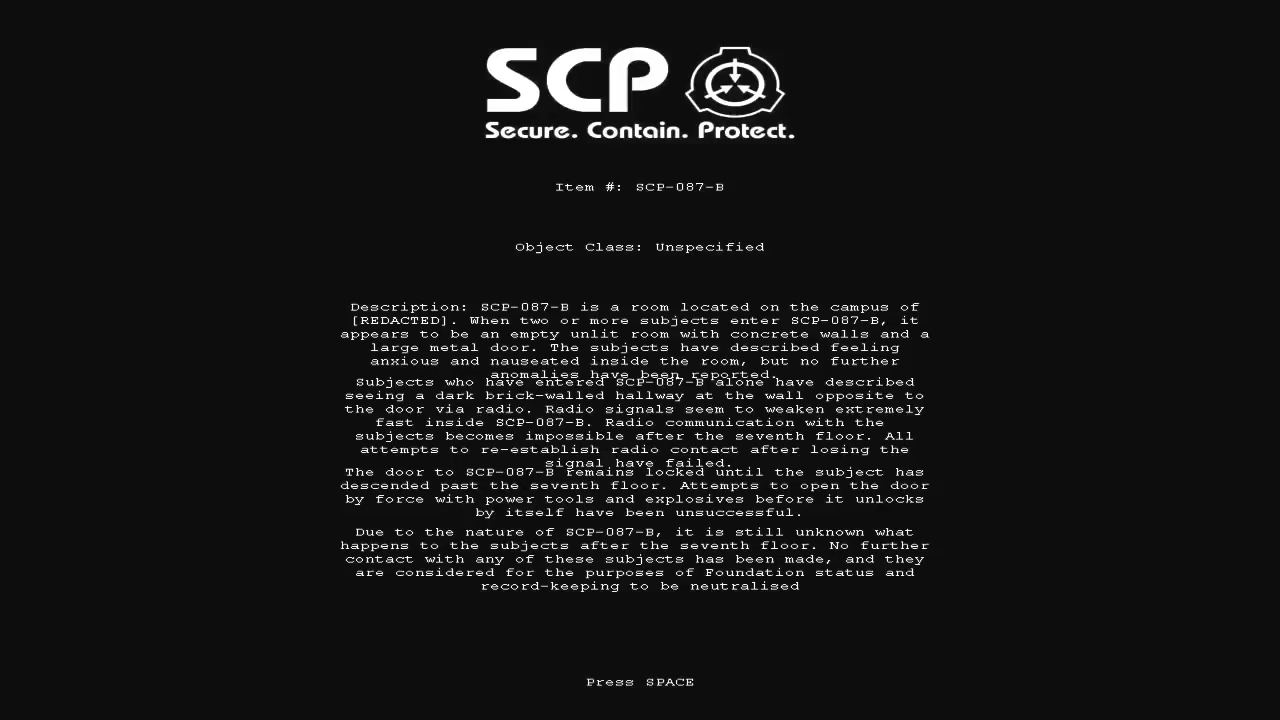 SCP
Secure. Contain. Protect.
Item #: SCP-087-B
Object Class: Unspecified
Description: SCP-087-B is a room located on the campus of
[REDACTED]. When two or more subjects enter SCP-087-B, it
appears to be an empty unlit room with concrete walls and a
large metal door. The subjects have described feeling
anxious and nauseated inside the room, but no further
anomalies have been reported.
Subjects who have entered SCP-087-B alone have described
seeing a dark brick-walled hallway at the wall opposite to
the door via radio. Radio signals seem to weaken extremely
fast inside SCP-087-B. Radio communication with the
subjects becomes impossible after the seventh floor. All
attempts to re-establish radio contact after losing the
signal have failed.
The door to SCP-087-B remains locked until the subject has
descended past the seventh floor. Attempts to open the door
by force with power tools and explosives before it unlocks
by itself have been unsuccessful.
Due to the nature of SCP-087-B, it is still unknown what
happens to the subjects after the seventh floor. No further
contact with any of these subjects has been made, and they
are considered for the purposes of Foundation status and
record-keeping to be neutralised
Press SPACE